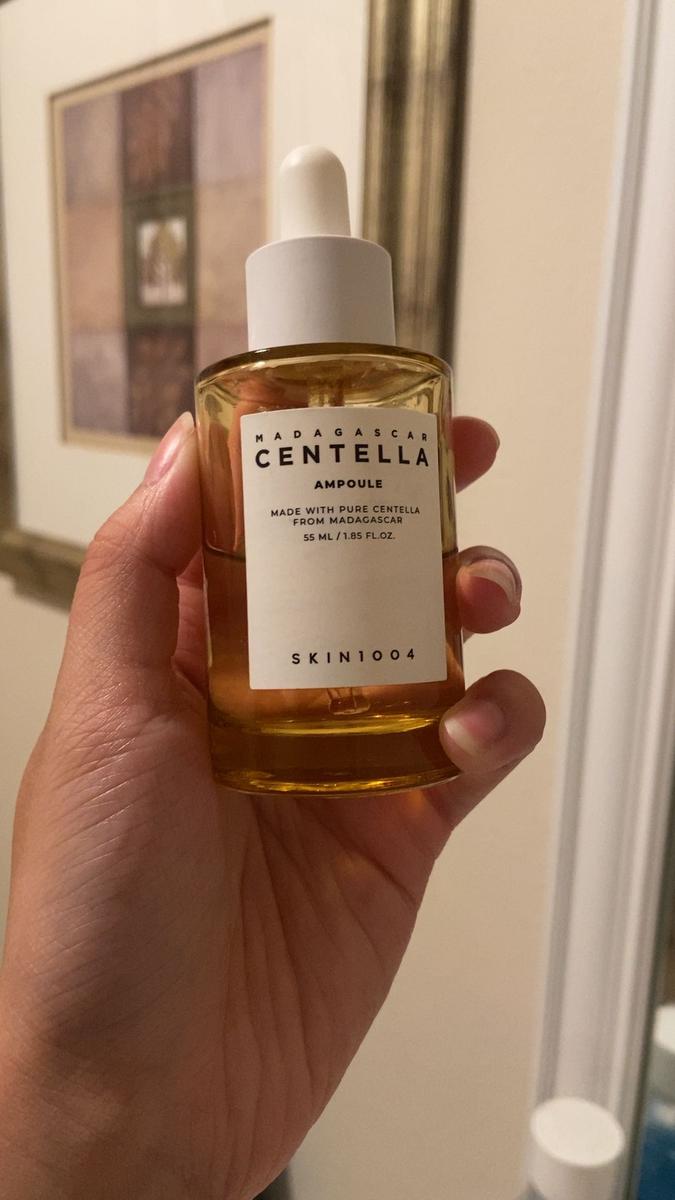 MADAGASCAR
CENTELLA
AMPOULE
MADE WITH PURE CENTELLA
FROM MADAGASCAR
55 ML / 1.85 FL.OZ.
SKIN1004